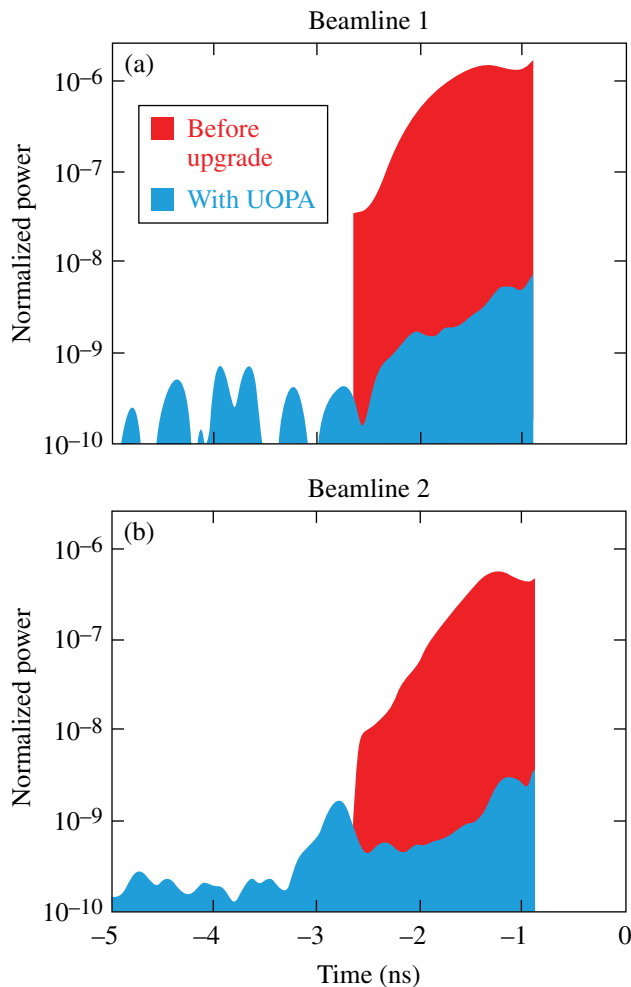 Beamline 1
(a)
Before
upgrade
With UOPA
Normalized power
10⁻⁶
10⁻⁷
10⁻⁸
10⁻⁹
10⁻¹⁰
Beamline 2
(b)
Normalized power
10⁻⁶
10⁻⁷
10⁻⁸
10⁻⁹
10⁻¹⁰
–5 –4 –3 –2 –1 0
Time (ns)